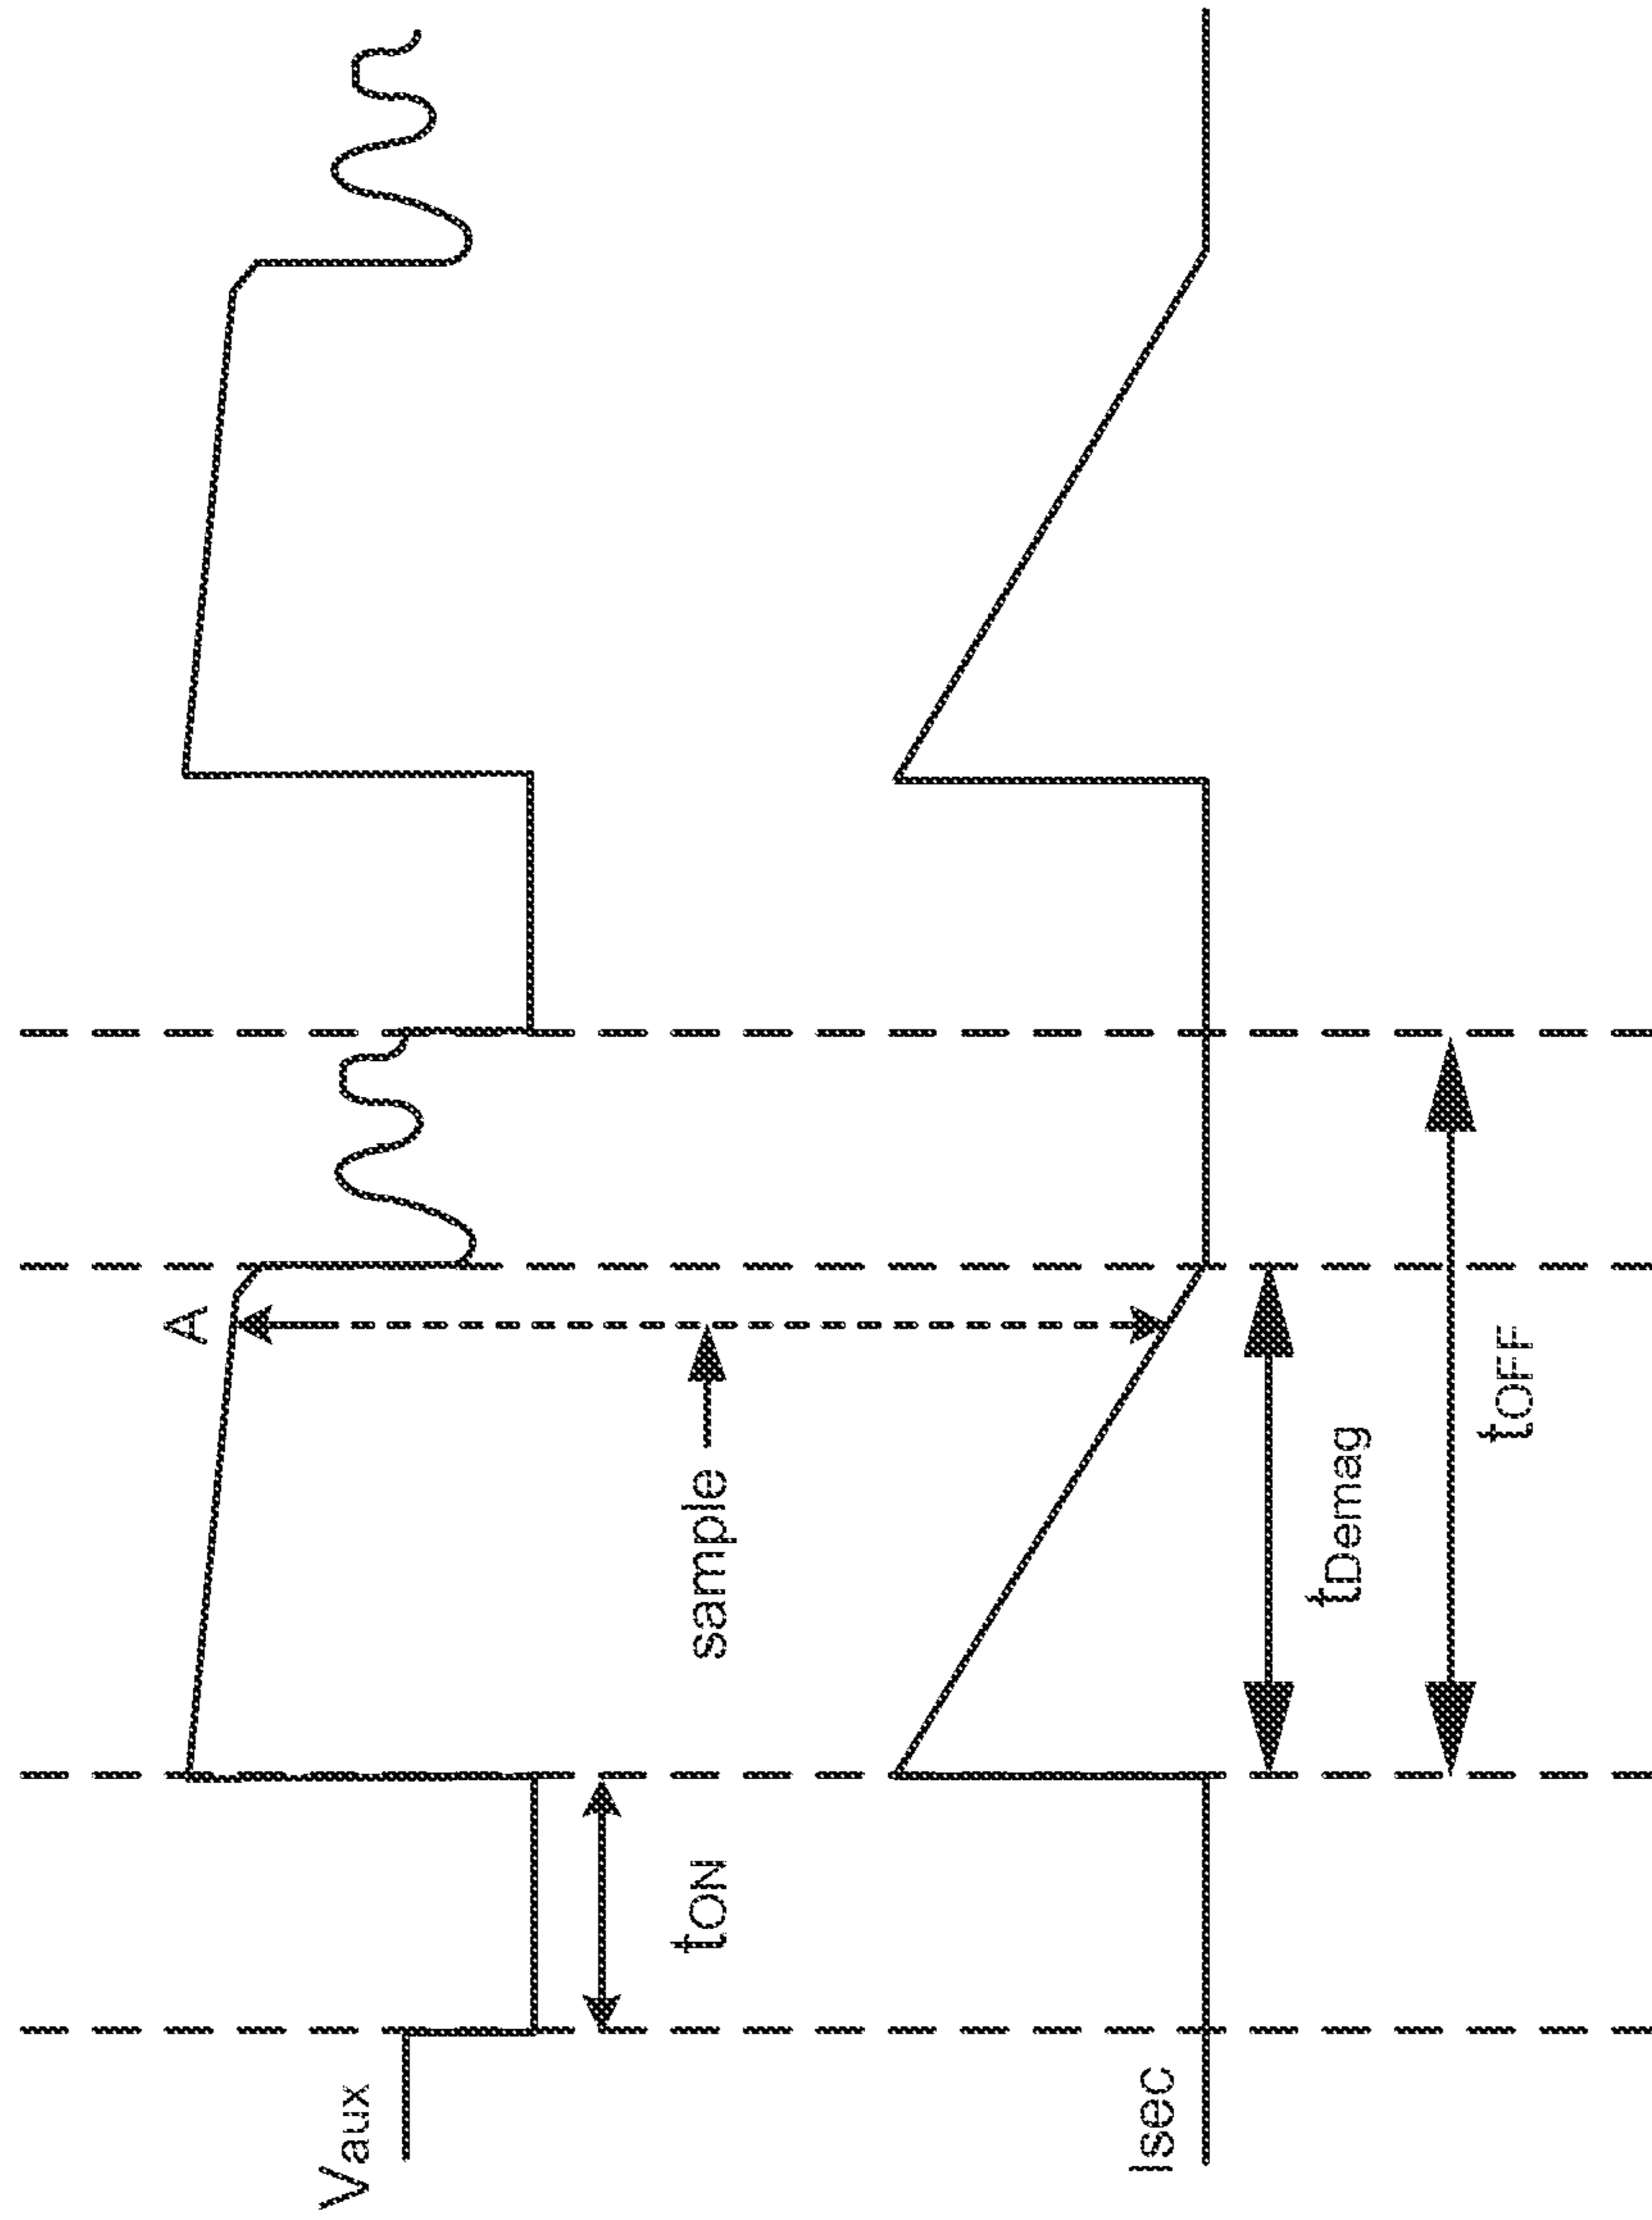 Vaux
A
tON
sample
Isec
tDemag
tOFF